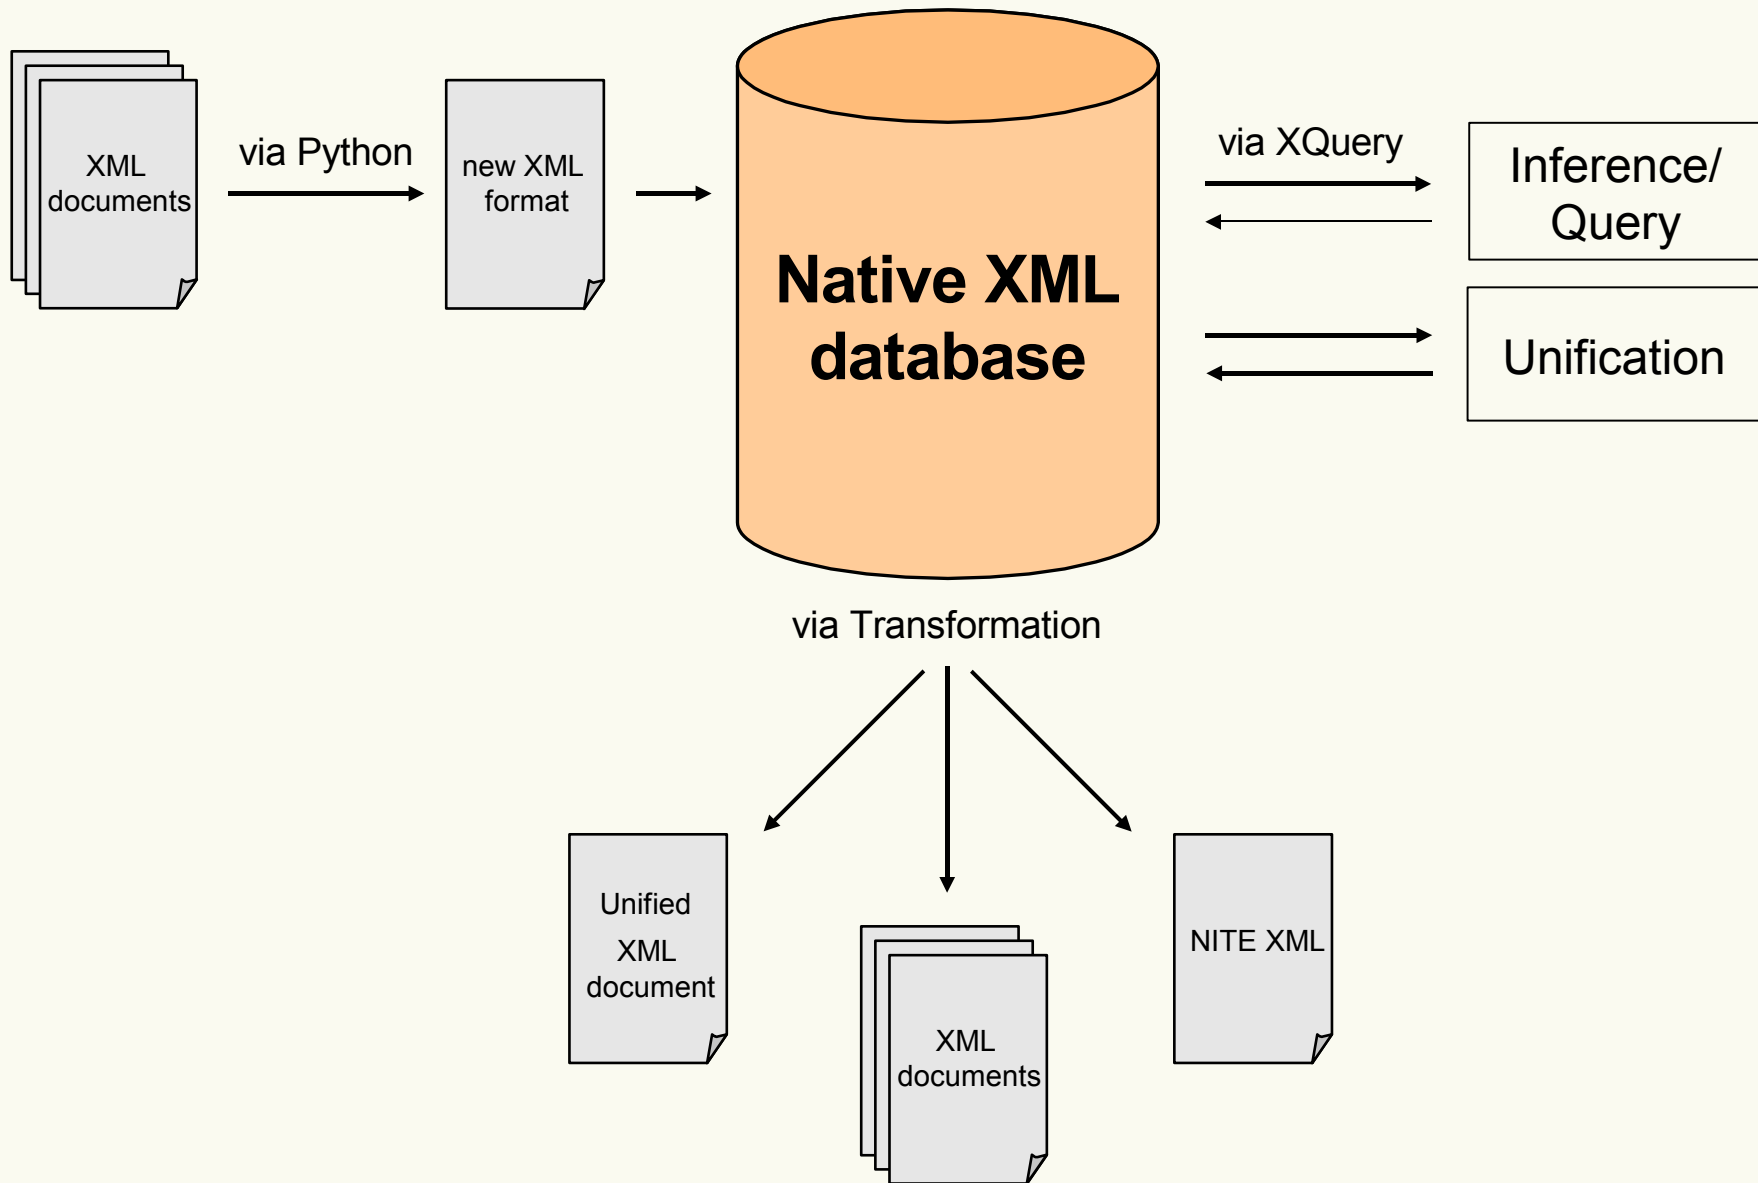 XML
documents
via Python
new XML
format
Native XML
database
via XQuery
Inference/
Query
Unification
via Transformation
Unified
XML
document
XML
documents
NITE XML